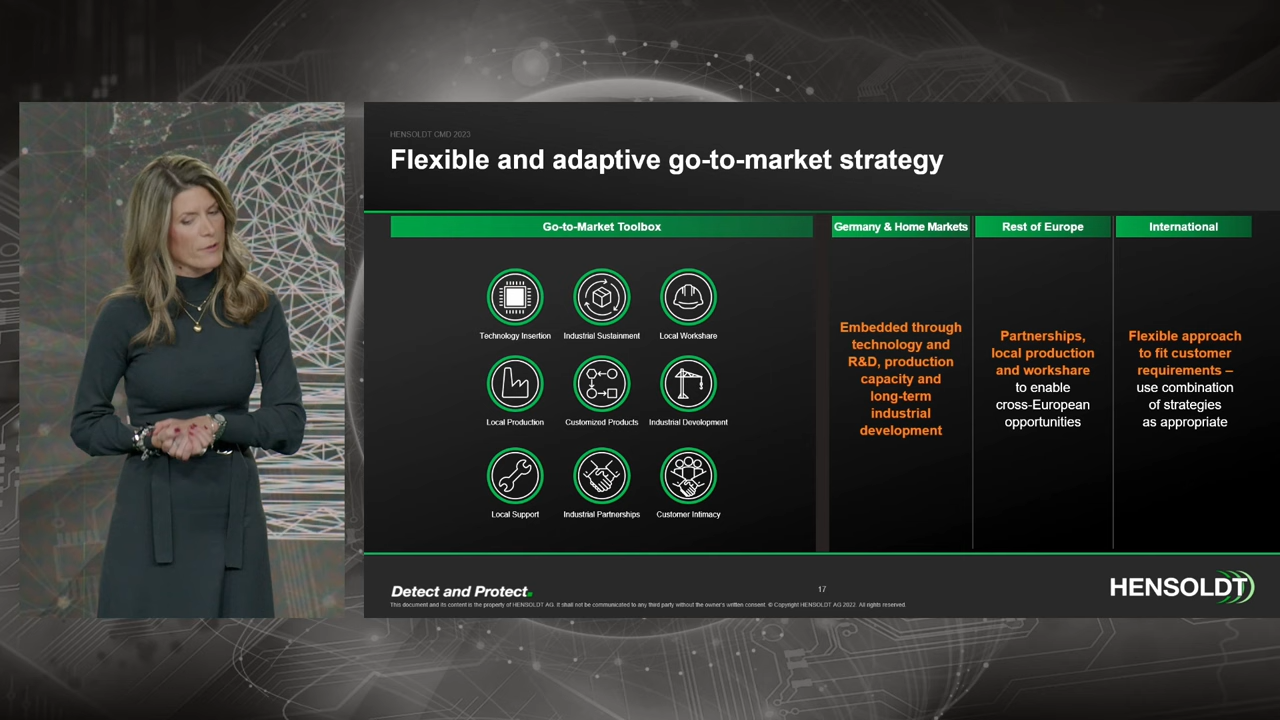 HENSOLDT CMD 2023
Flexible and adaptive go-to-market strategy
Go-to-Market Toolbox
Germany & Home Markets
Rest of Europe
International
Technology Insertion
Industrial Sustainment
Local Workshare
Local Production
Customized Products
Industrial Development
Local Support
Industrial Partnerships
Customer Intimacy
Embedded through
technology and
R&D, production
capacity and
long-term
industrial
development
Partnerships,
local production
and workshare
to enable
cross-European
opportunities
Flexible approach
to fit customer
requirements –
use combination
of strategies
as appropriate
Detect and Protect.
17
This document and its content is the property of HENSOLDT AG. It shall not be communicated to any third party without the owner's written consent. © Copyright HENSOLDT AG 2022. All rights reserved.
HENSOLDT